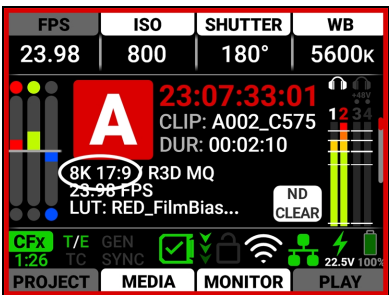 FPS ISO SHUTTER WB
23.98 800 180° 5600K
A
23:07:33:01
+48V
CLIP: A002_C575
1 2 3 4
DUR: 00:02:10
8K 17:9 R3D MQ
23.98 FPS
ND
LUT: RED_FilmBias...
CLEAR
CFx T/E GEN
1:26 TC SYNC 22.5V 100%
PROJECT MEDIA MONITOR PLAY